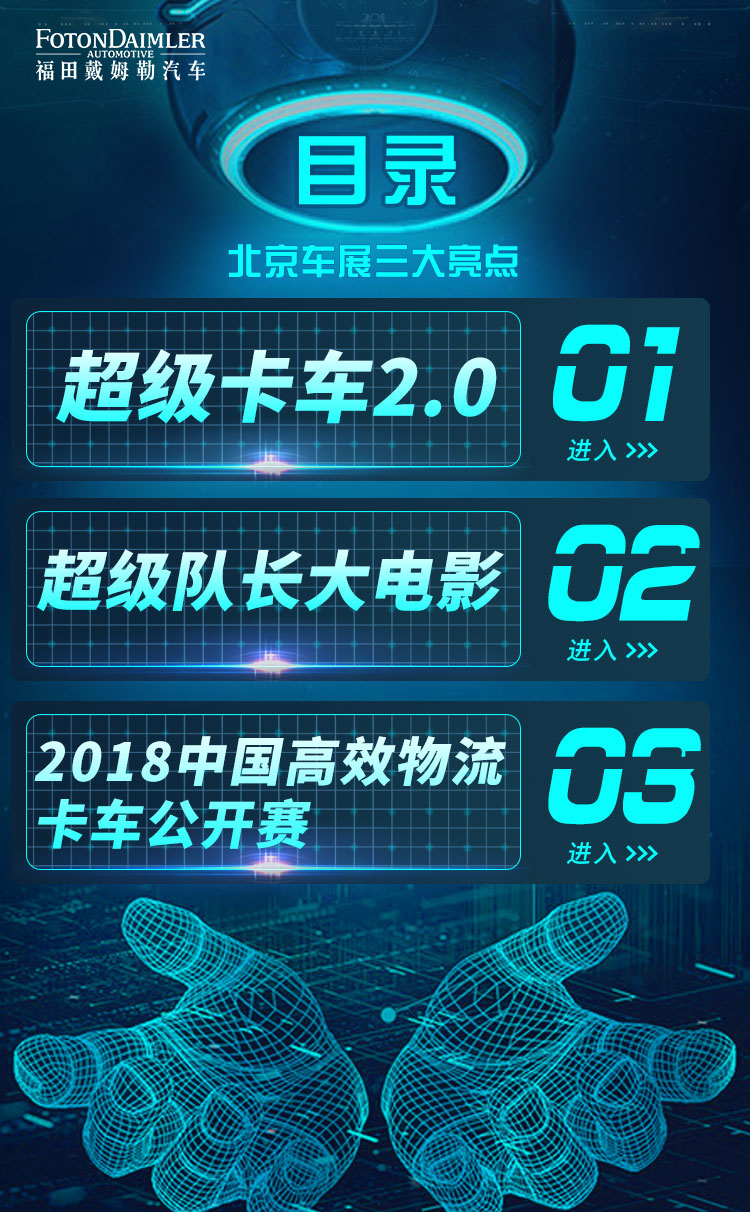 FOTONDAIMLER
AUTOMOTIVE
福田戴姆勒汽车
目录
北京车展三大亮点
超级卡车2.0
01
进入>>>
超级队长大电影
02
进入>>>
2018中国高效物流
卡车公开赛
03
进入>>>